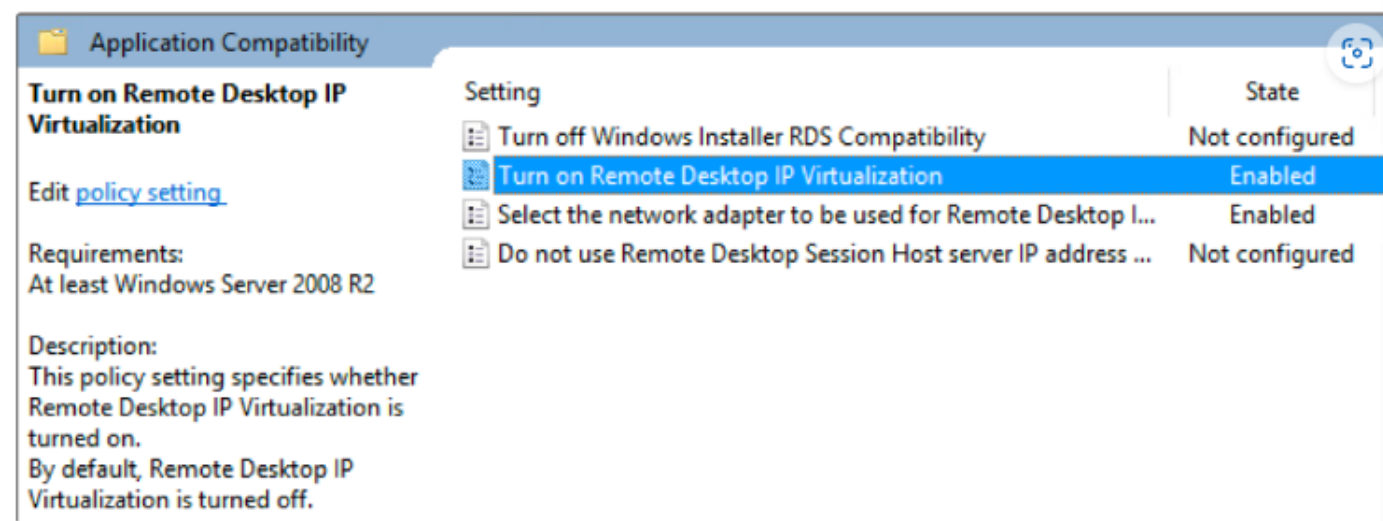 Application Compatibility
Turn on Remote Desktop IP
Virtualization
Edit policy setting
Requirements:
At least Windows Server 2008 R2
Description:
This policy setting specifies whether
Remote Desktop IP Virtualization is
turned on.
By default, Remote Desktop IP
Virtualization is turned off.
Setting State
Turn off Windows Installer RDS Compatibility Not configured
Turn on Remote Desktop IP Virtualization Enabled
Select the network adapter to be used for Remote Desktop I... Enabled
Do not use Remote Desktop Session Host server IP address ... Not configured